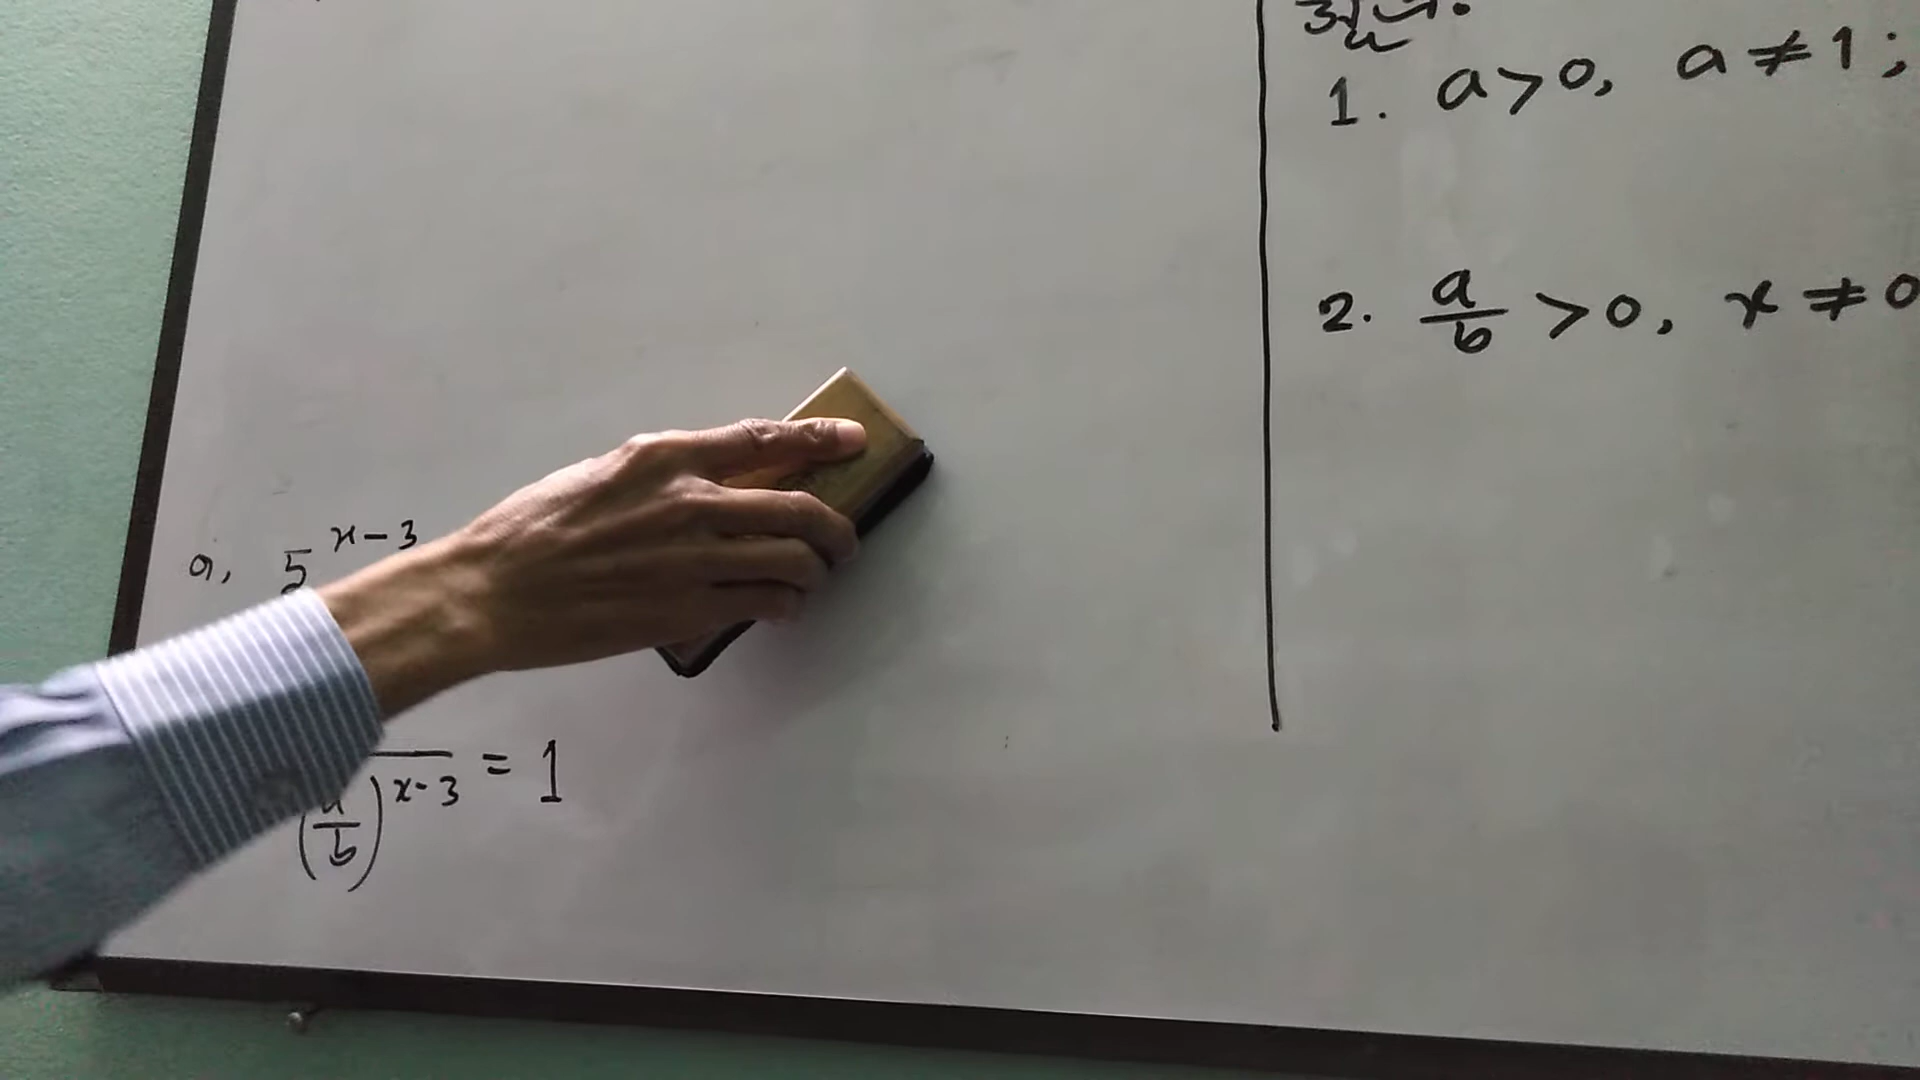 a, 5^{x-3}
(a/b)^{x-3} = 1
1. a>0, a≠1;
2. a/b >0, x≠0